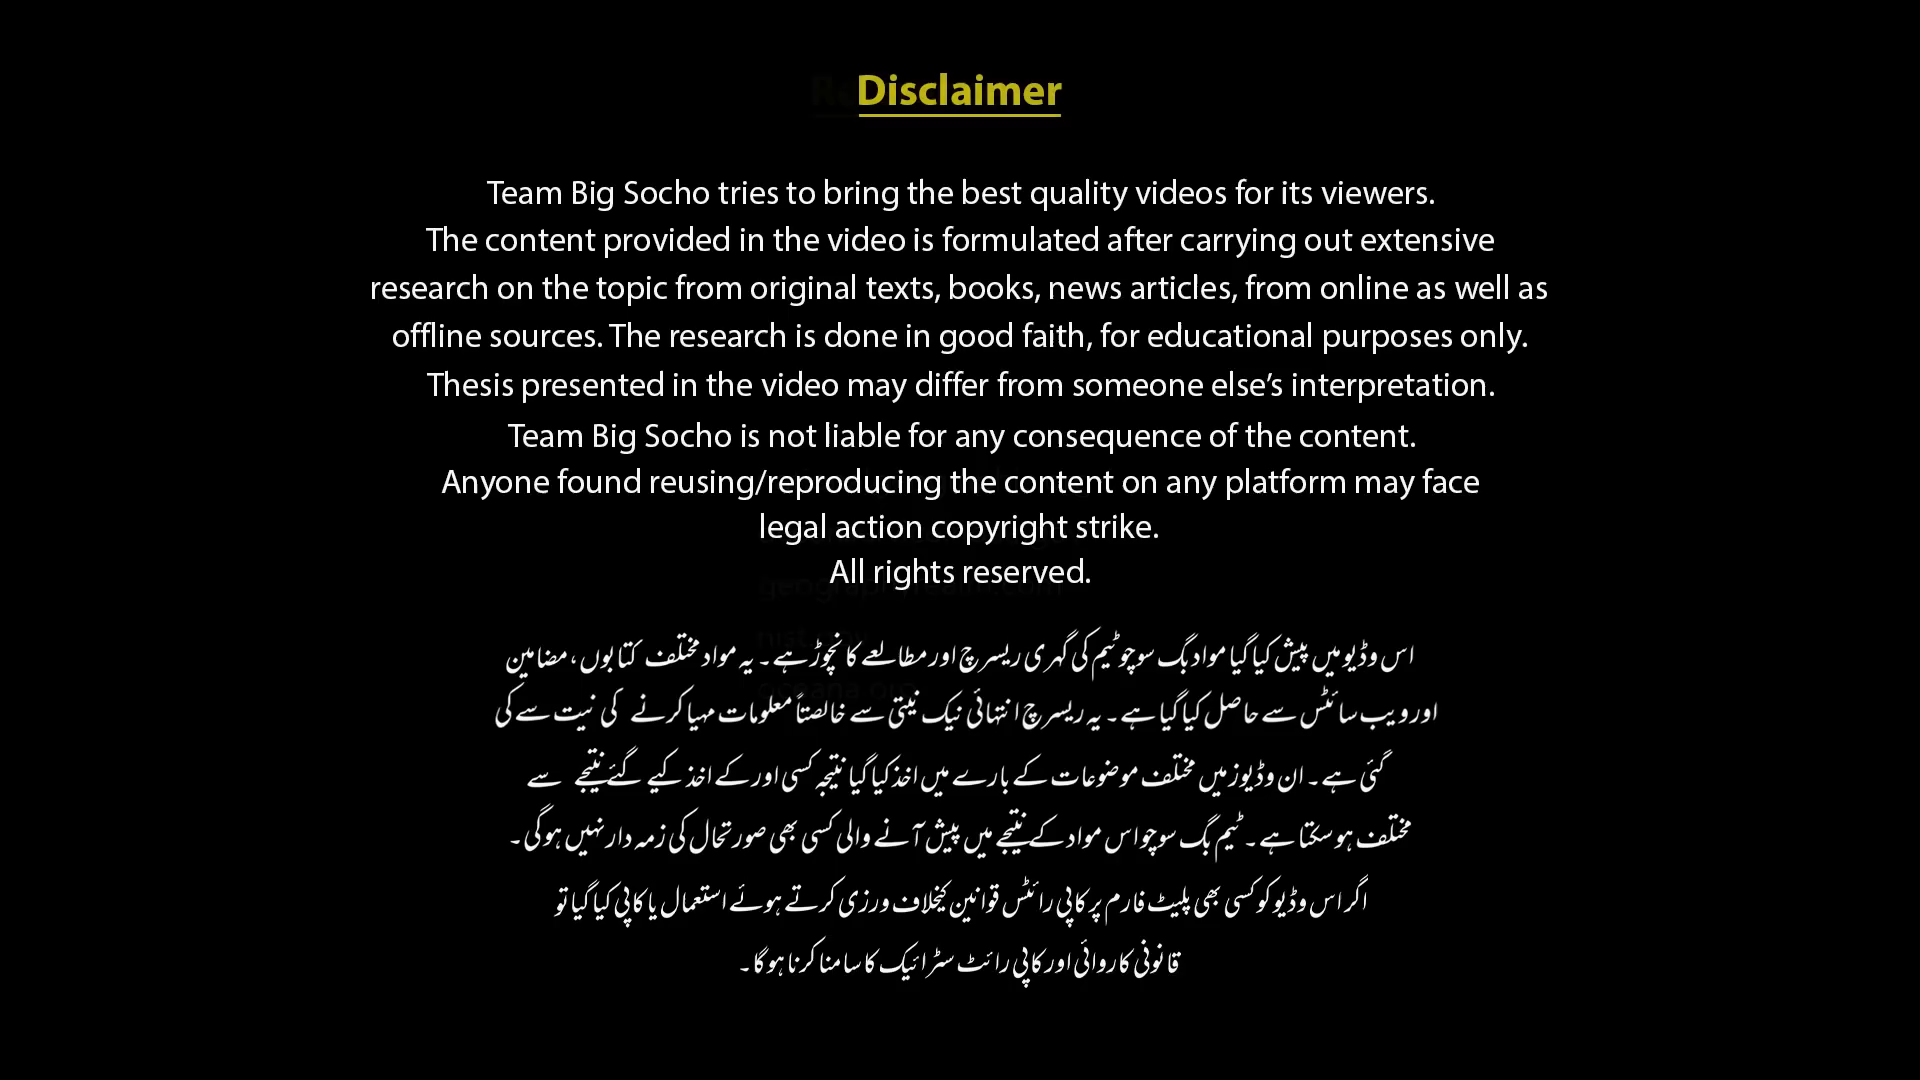 Disclaimer
Team Big Socho tries to bring the best quality videos for its viewers.
The content provided in the video is formulated after carrying out extensive
research on the topic from original texts, books, news articles, from online as well as
offline sources. The research is done in good faith, for educational purposes only.
Thesis presented in the video may differ from someone else’s interpretation.
Team Big Socho is not liable for any consequence of the content.
Anyone found reusing/reproducing the content on any platform may face
legal action copyright strike.
All rights reserved.
اس وڈیو میں پیش کیا گیا مواد بگ سوچو ٹیم کی گہری ریسرچ اور مطالعے کا نچوڑ ہے۔ یہ مواد مختلف کتابوں، مضامین
اور ویب سائٹس سے حاصل کیا گیا ہے۔ یہ ریسرچ انتہائی نیک نیتی سے خالصتاً معلومات مہیا کرنے کی نیت سے کی
گئی ہے۔ ان وڈیوز میں مختلف موضوعات کے بارے میں اخذ کیا گیا نتیجہ کسی اور کے اخذ کیے گئے نتیجے سے
مختلف ہو سکتا ہے۔ ٹیم بگ سوچو اس مواد کے نتیجے میں پیش آنے والی کسی بھی صورتحال کی زمہ دار نہیں ہوگی۔
اگر اس وڈیو کو کسی بھی پلیٹ فارم پر کاپی رائٹس قوانین کیخلاف ورزی کرتے ہوئے استعمال یا کاپی کیا گیا تو
قانونی کاروائی اور کاپی رائٹ سٹرائیک کا سامنا کرنا ہوگا۔